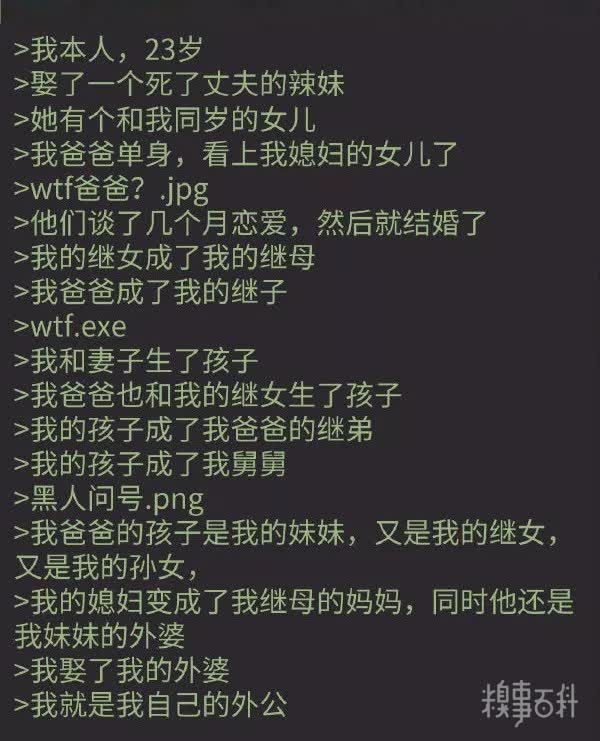 >我本人，23岁
>娶了一个死了丈夫的辣妹
>她有个和我同岁的女儿
>我爸爸单身，看上我媳妇的女儿了
>wtf爸爸？.jpg
>他们谈了几个月恋爱，然后就结婚了
>我的继女成了我的继母
>我爸爸成了我的继子
>wtf.exe
>我和妻子生了孩子
>我爸爸也和我的继女生了孩子
>我的孩子成了我爸爸的继弟
>我的孩子成了我舅舅
>黑人问号.png
>我爸爸的孩子是我的妹妹，又是我的继女，
又是我的孙女，
>我的媳妇变成了我继母的妈妈，同时他还是
我妹妹的外婆
>我娶了我的外婆
>我就是我自己的外公
糗事百科